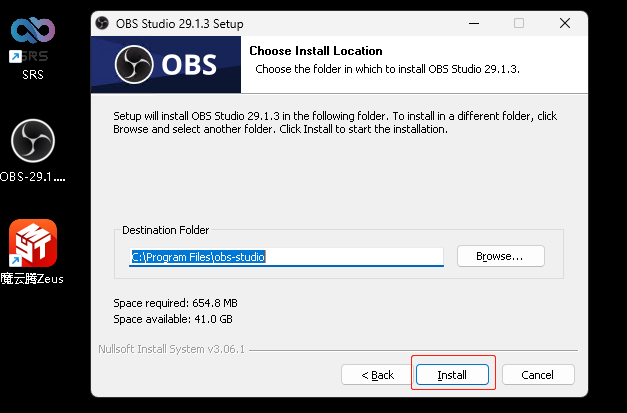 SRS
SRS
OBS-29.1....
魔云腾Zeus
OBS Studio 29.1.3 Setup
OBS
Choose Install Location
Choose the folder in which to install OBS Studio 29.1.3.
Setup will install OBS Studio 29.1.3 in the following folder. To install in a different folder, click
Browse and select another folder. Click Install to start the installation.
Destination Folder
C:\Program Files\obs-studio
Browse...
Space required: 654.8 MB
Space available: 41.0 GB
Nullsoft Install System v3.06.1
< Back
Install
Cancel